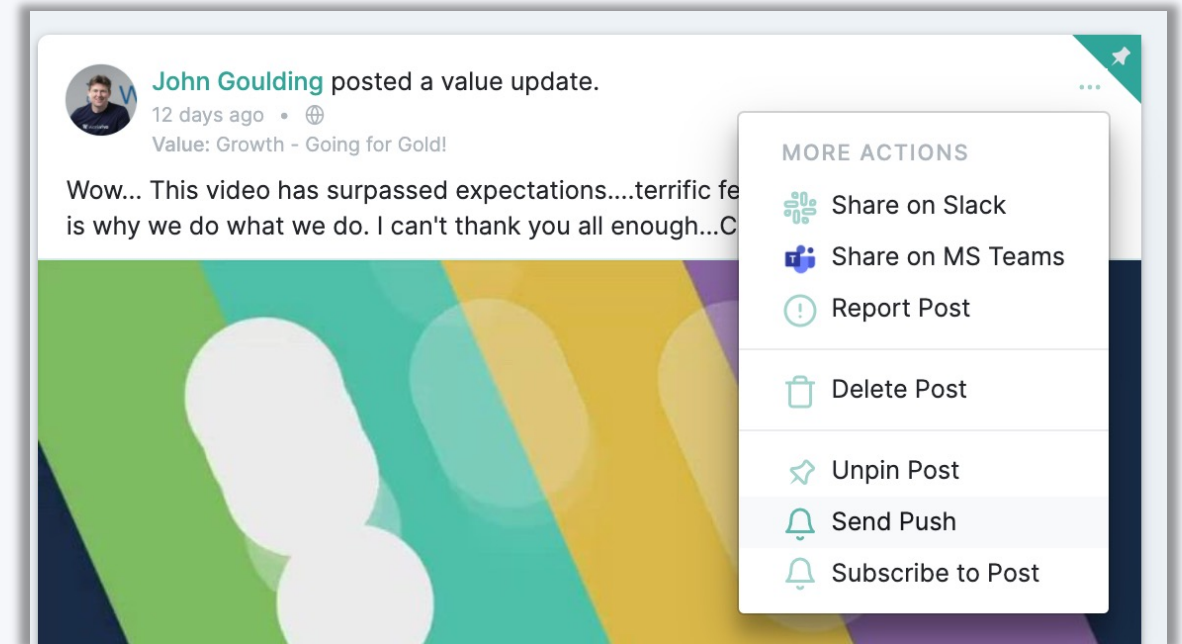 John Goulding posted a value update.
12 days ago •
Value: Growth - Going for Gold!
Wow... This video has surpassed expectations....terrific
is why we do what we do. I can't thank you all enough...
MORE ACTIONS
Share on Slack
Share on MS Teams
Report Post
Delete Post
Unpin Post
Send Push
Subscribe to Post